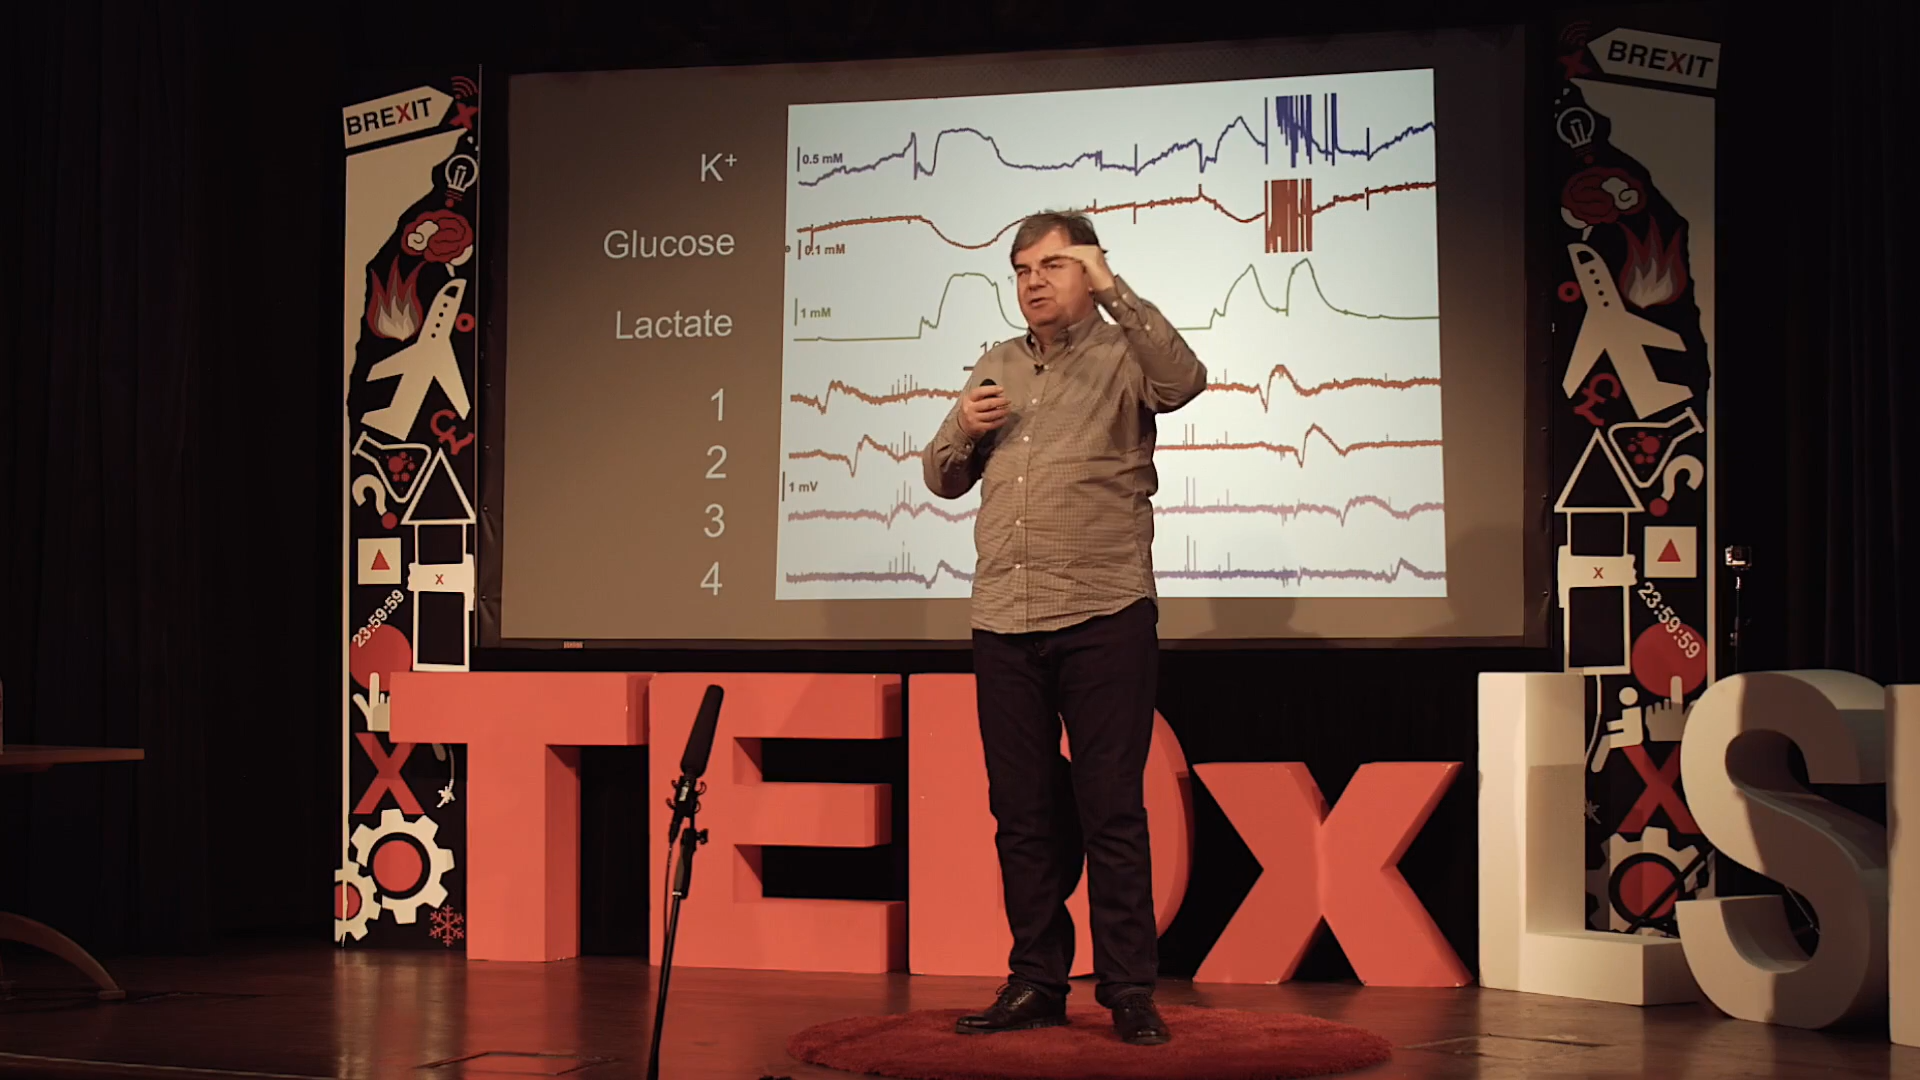 BREXIT
BREXIT
K+
0.5 mM
Glucose
e
0.1 mM
Lactate
1 mM
1
2
1 mV
3
4
X
X
23:59:59
23:59:59
TEDx
LS